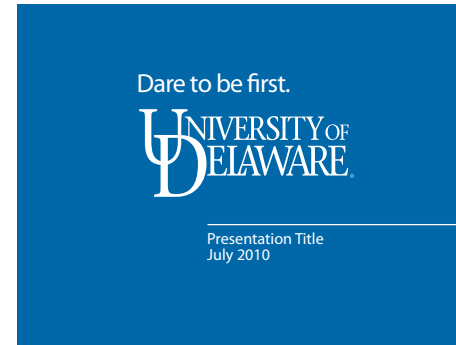 Dare to be first.
UNIVERSITY OF
DELAWARE.
Presentation Title
July 2010